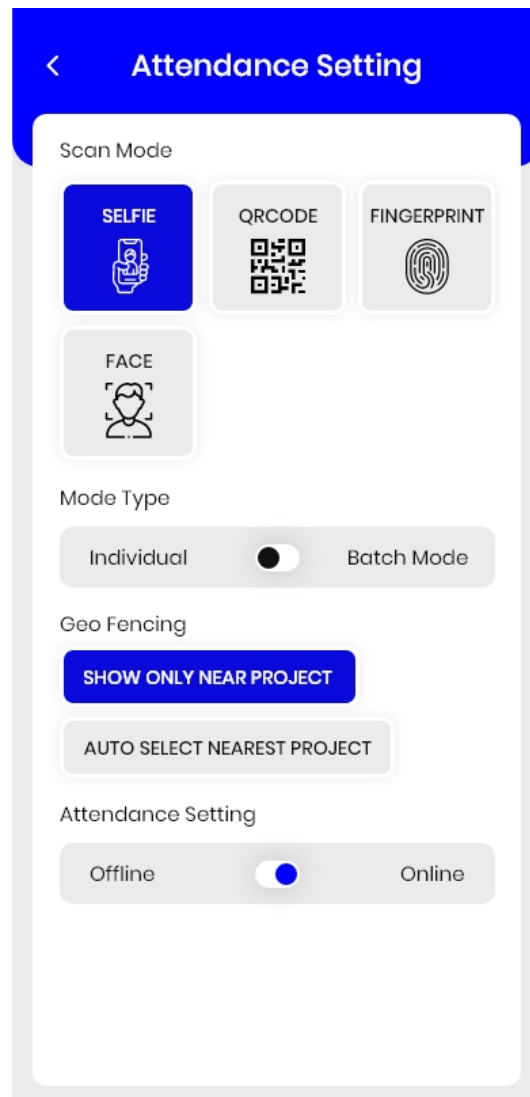 Attendance Setting
Scan Mode
SELFIE QRCODE FINGERPRINT
FACE
Mode Type
Individual Batch Mode
Geo Fencing
SHOW ONLY NEAR PROJECT
AUTO SELECT NEAREST PROJECT
Attendance Setting
Offline Online